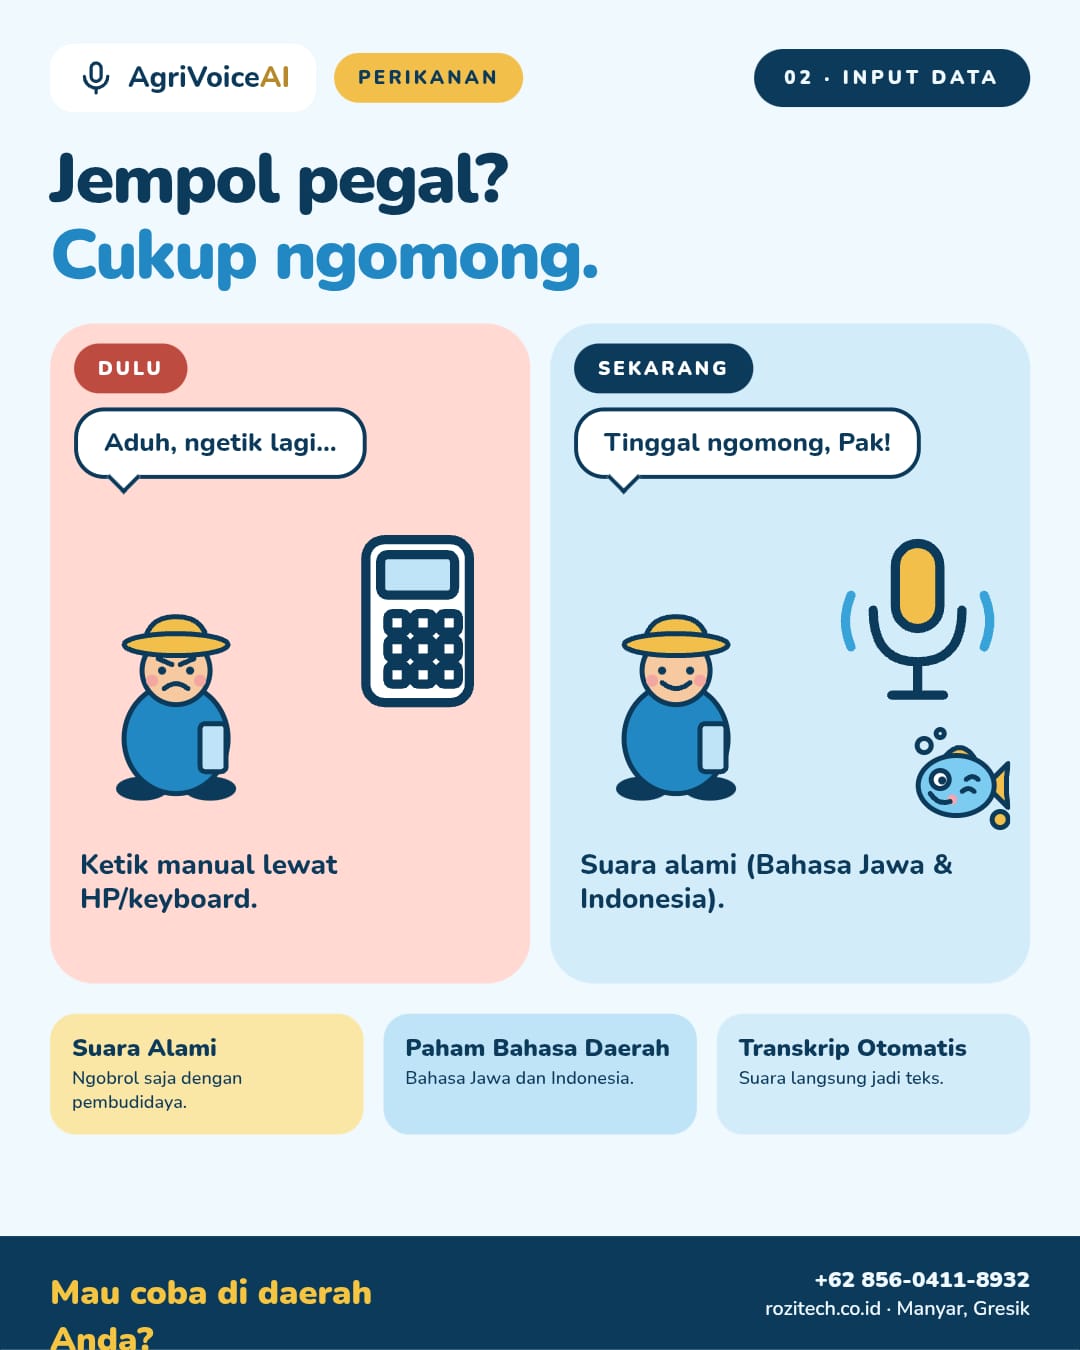 AgriVoiceAI
PERIKANAN
02 · INPUT DATA
Jempol pegal?
Cukup ngomong.
DULU
Aduh, ngetik lagi...
Ketik manual lewat
HP/keyboard.
SEKARANG
Tinggal ngomong, Pak!
Suara alami (Bahasa Jawa &
Indonesia).
Suara Alami
Ngobrol saja dengan
pembudidaya.
Paham Bahasa Daerah
Bahasa Jawa dan Indonesia.
Transkrip Otomatis
Suara langsung jadi teks.
Mau coba di daerah
Anda?
+62 856-0411-8932
rozitech.co.id · Manyar, Gresik